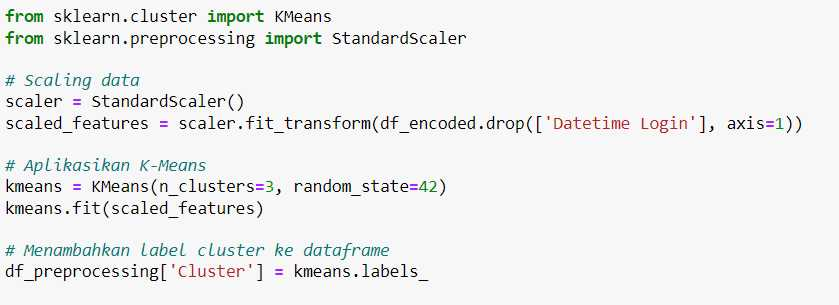 from sklearn.cluster import KMeans
from sklearn.preprocessing import StandardScaler
# Scaling data
scaler = StandardScaler()
scaled_features = scaler.fit_transform(df_encoded.drop(['Datetime Login'], axis=1))
# Aplikasikan K-Means
kmeans = KMeans(n_clusters=3, random_state=42)
kmeans.fit(scaled_features)
# Menambahkan label cluster ke dataframe
df_preprocessing['Cluster'] = kmeans.labels_